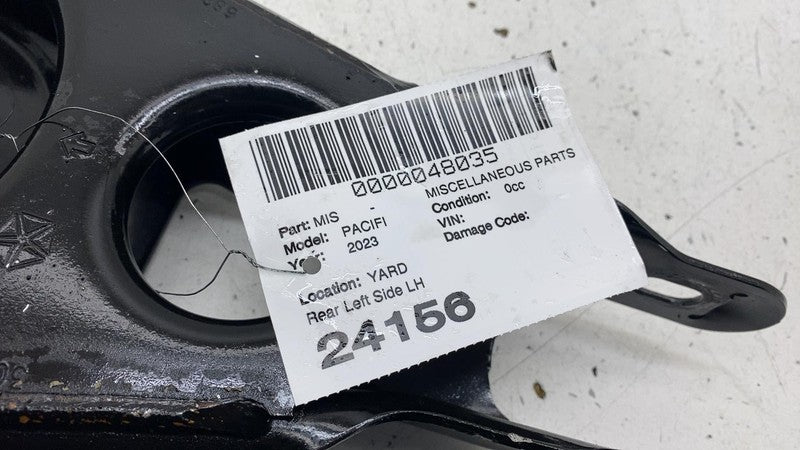 0000048035
Part: MIS - MISCELLANEOUS PARTS
Model: PACIFI Condition: 0cc
Year: 2023 VIN:
Damage Code:
Location: YARD
Rear Left Side LH
24156